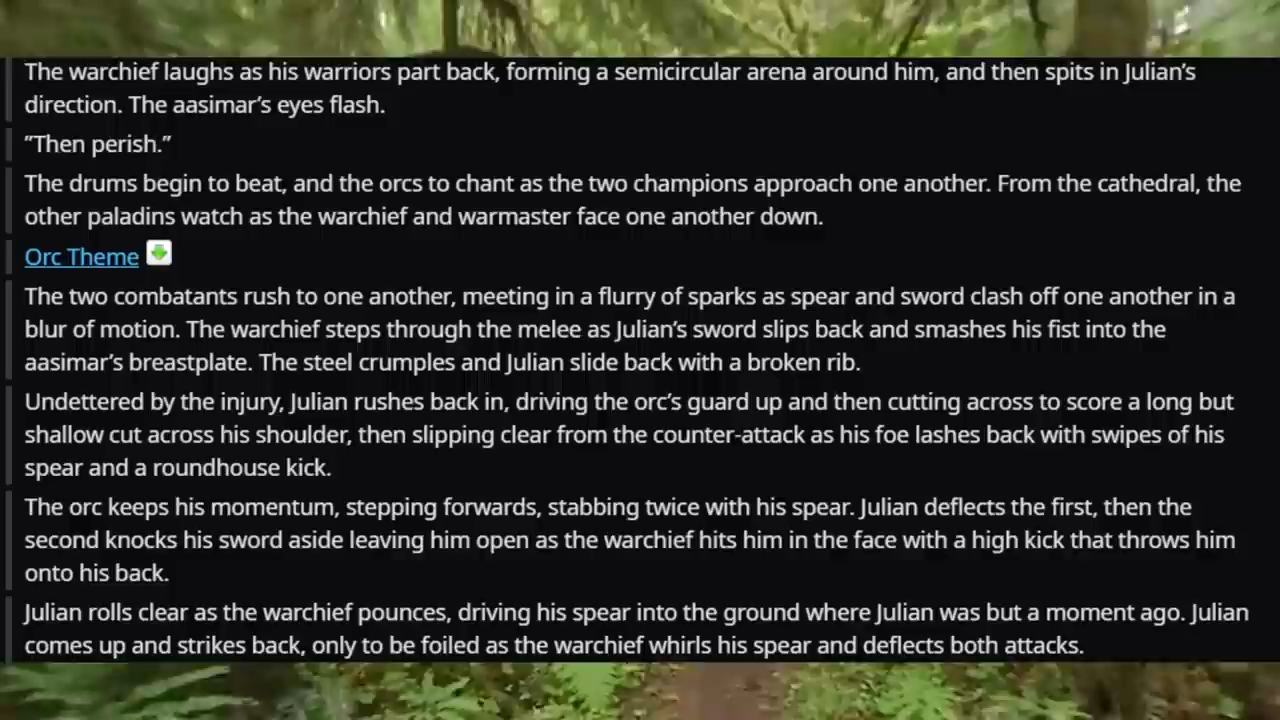 The warchief laughs as his warriors part back, forming a semicircular arena around him, and then spits in Julian's
direction. The aasimar's eyes flash.
"Then perish."
The drums begin to beat, and the orcs to chant as the two champions approach one another. From the cathedral, the
other paladins watch as the warchief and warmaster face one another down.
Orc Theme
The two combatants rush to one another, meeting in a flurry of sparks as spear and sword clash off one another in a
blur of motion. The warchief steps through the melee as Julian's sword slips back and smashes his fist into the
aasimar's breastplate. The steel crumples and Julian slide back with a broken rib.
Undettered by the injury, Julian rushes back in, driving the orc's guard up and then cutting across to score a long but
shallow cut across his shoulder, then slipping clear from the counter-attack as his foe lashes back with swipes of his
spear and a roundhouse kick.
The orc keeps his momentum, stepping forwards, stabbing twice with his spear. Julian deflects the first, then the
second knocks his sword aside leaving him open as the warchief hits him in the face with a high kick that throws him
onto his back.
Julian rolls clear as the warchief pounces, driving his spear into the ground where Julian was but a moment ago. Julian
comes up and strikes back, only to be foiled as the warchief whirls his spear and deflects both attacks.